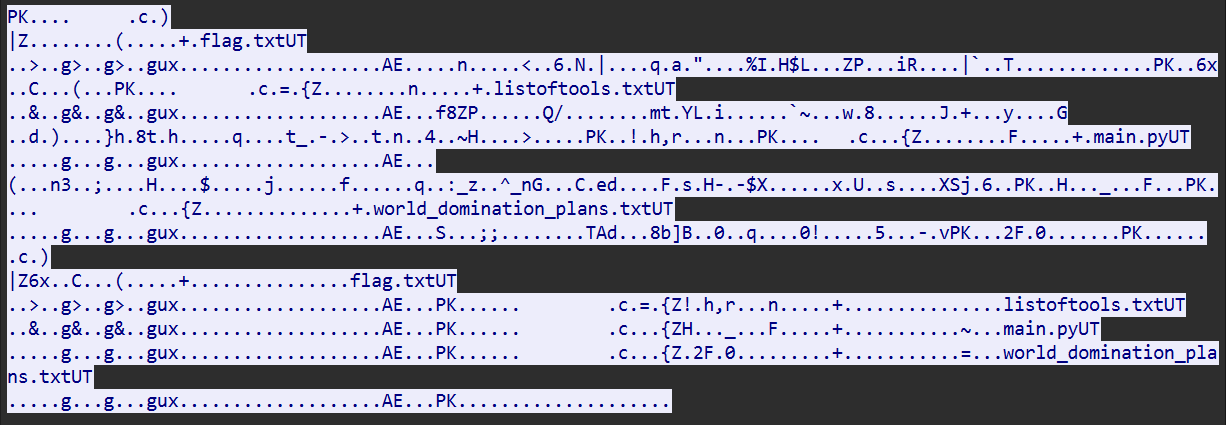 PK....      .c.)
|Z........(.....+.flag.txtUT
..>..g>..g>..gux...................AE.....n.....<..6.N.|....q.a."....%I.H$L...ZP...iR....|`..T.............PK..6x
..C...(...PK....      .c.=.{Z........n.....+.listoftools.txtUT
..&..g&..g&..gux...................AE...f8ZP......Q/........mt.YL.i......`~...w.8......J.+...y....G
..d.)....}h.8t.h.....q....t_.-.>..t.n..4..~H....>.....PK..!.h,r...n...PK....   .c...{Z........F.....+.main.pyUT
.....g...g...gux...................AE...
(...n3..;....H....$.....j......f......q..:_z..^_nG...C.ed....F.s.H-.-$X......x.U..s....XSj.6..PK..H..._...F...PK.
...        .c...{Z..............+.world_domination_plans.txtUT
.....g...g...gux...................AE...S...;;........TAd...8b]B..0..q....0!.....5...-.vPK...2F.0.......PK......
.c.)
|Z6x..C...(.....+...............flag.txtUT
..>..g>..g>..gux...................AE...PK......        .c.=.{Z!.h,r...n.....+...............listoftools.txtUT
..&..g&..g&..gux...................AE...PK......        .c...{ZH..._...F.....+...........~...main.pyUT
.....g...g...gux...................AE...PK......        .c...{Z.2F.0.........+...........=...world_domination_pla
ns.txtUT
.....g...g...gux...................AE...PK....................